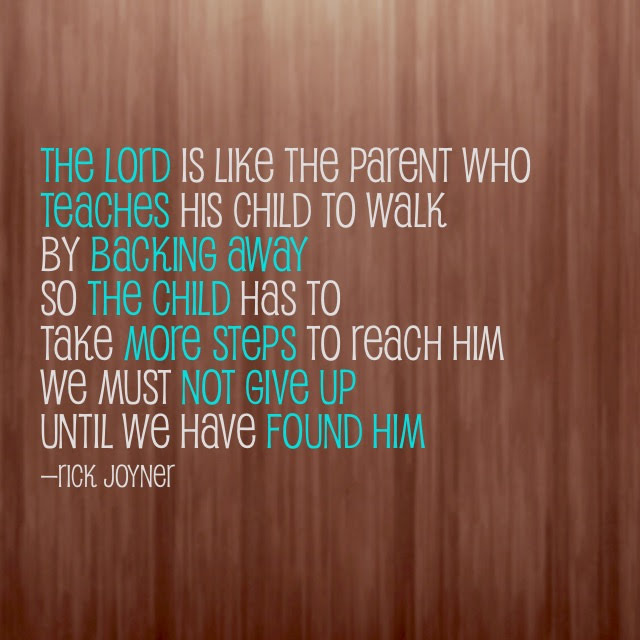 The Lord is like the parent who
teaches his child to walk
by backing away
so the child has to
take more steps to reach him
we must not give up
until we have found him
—Rick Joyner